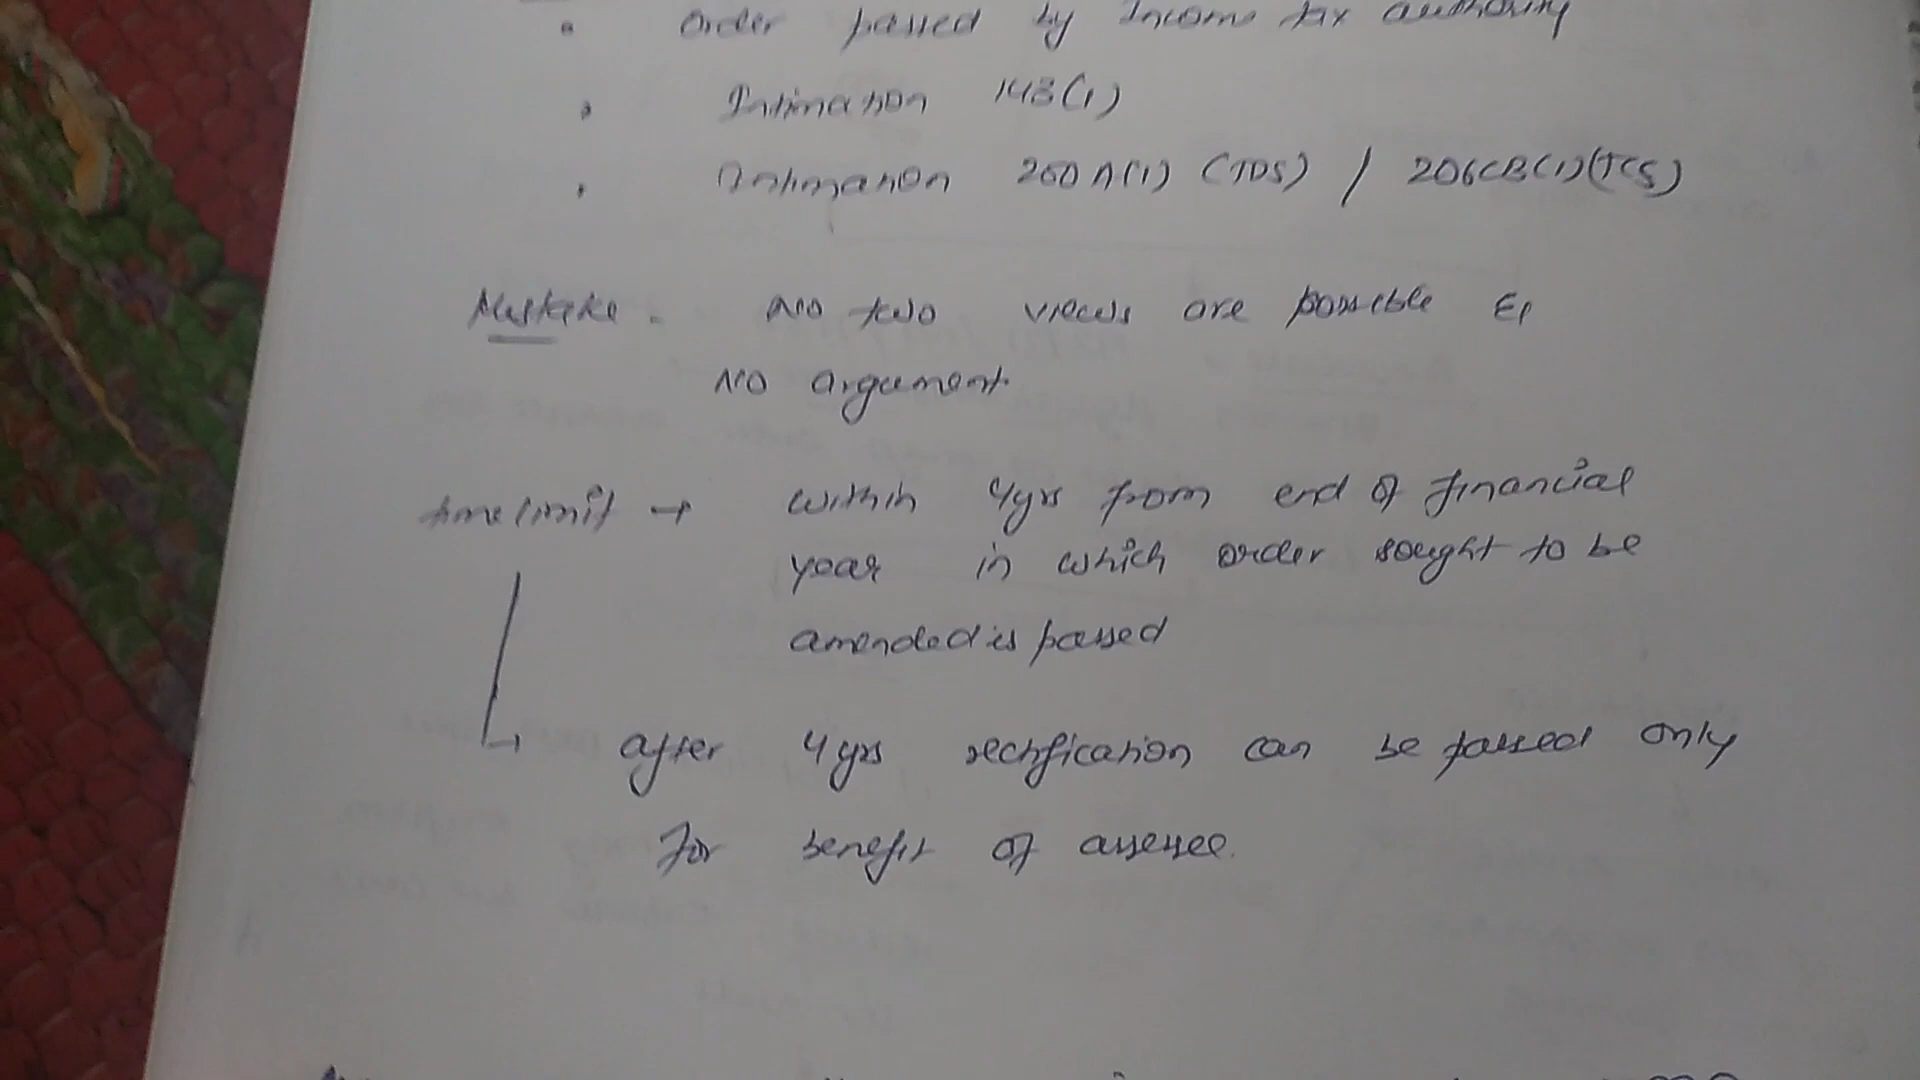 • Order passed by Income tax authority
• Intimation 143(1)
• Intimation 200A(1) (TDS) / 206CB(1)(TCS)
Mistake - No two views are possible &
No argument.
time limit → within 4yrs from end of financial
year in which order sought to be
amended is passed
↳ after 4 yrs rectification can be passed only
For benefit of assessee.